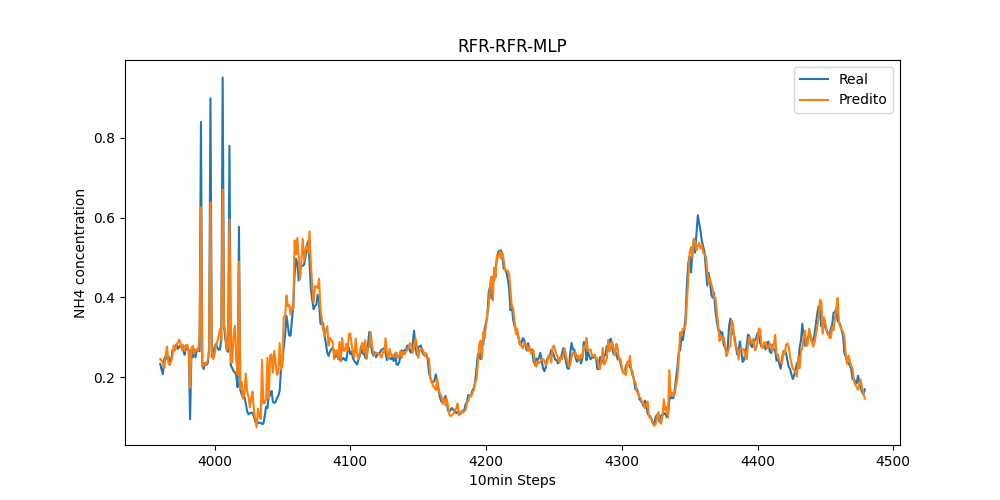 RFR-RFR-MLP
Real
Predito
NH4 concentration
0.8
0.6
0.4
0.2
4000 4100 4200 4300 4400 4500
10min Steps